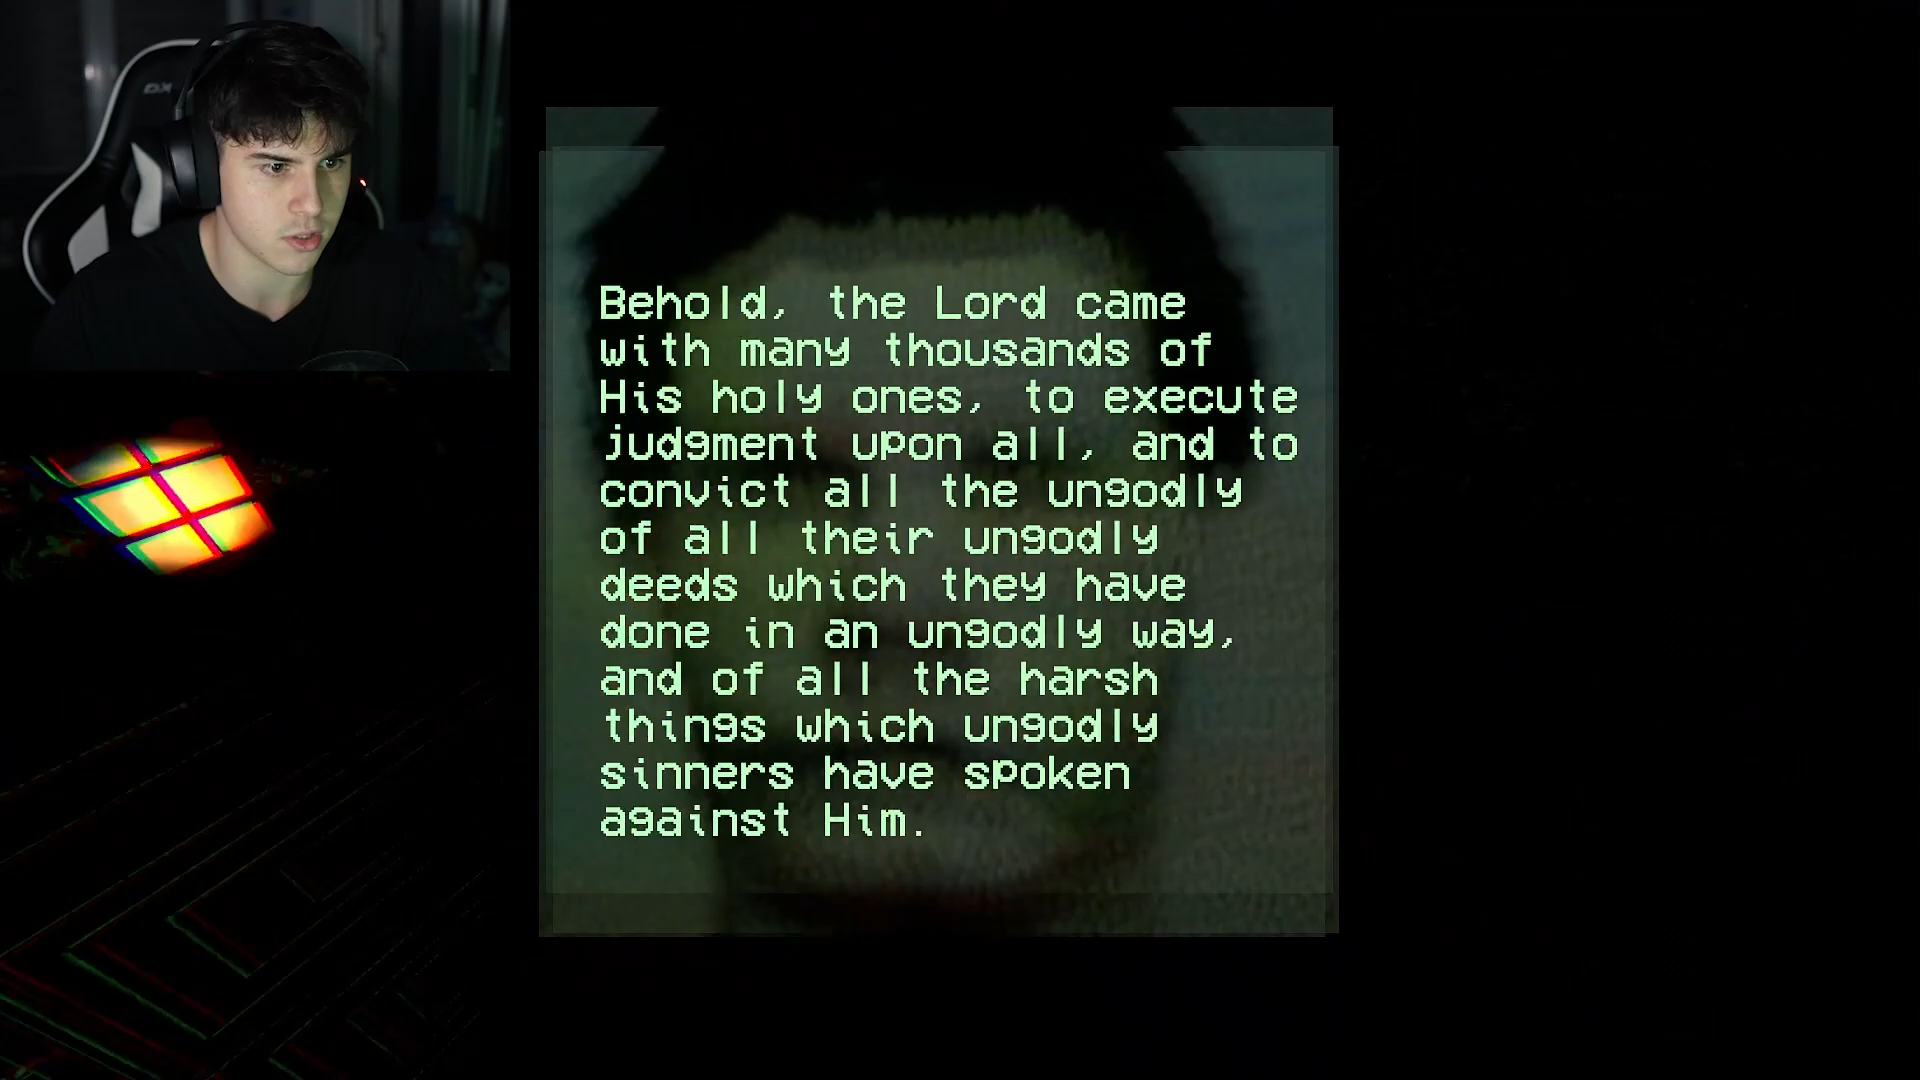 Behold, the Lord came
with many thousands of
His holy ones, to execute
judgment upon all, and to
convict all the ungodly
of all their ungodly
deeds which they have
done in an ungodly way,
and of all the harsh
things which ungodly
sinners have spoken
against Him.